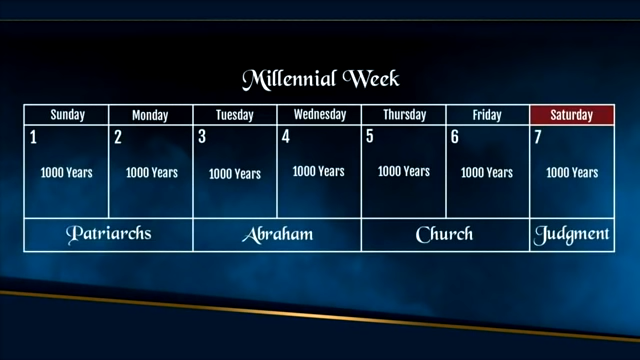 Millennial Week
Sunday Monday Tuesday Wednesday Thursday Friday Saturday
1 2 3 4 5 6 7
1000 Years 1000 Years 1000 Years 1000 Years 1000 Years 1000 Years 1000 Years
Patriarchs Abraham Church Judgment